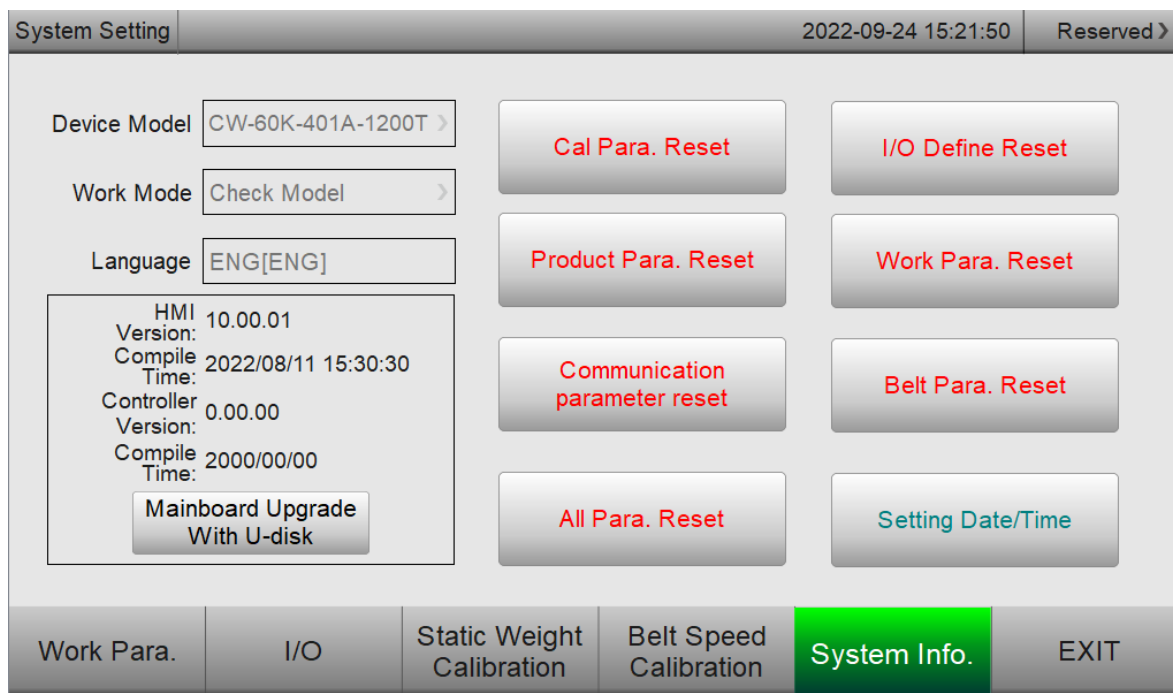 System Setting
2022-09-24 15:21:50
Reserved
Device Model
CW-60K-401A-1200T
Work Mode
Check Model
Language
ENG[ENG]
HMI
Version:
10.00.01
Compile
Time:
2022/08/11 15:30:30
Controller
Version:
0.00.00
Compile
Time:
2000/00/00
Mainboard Upgrade
With U-disk
Cal Para. Reset
I/O Define Reset
Product Para. Reset
Work Para. Reset
Communication
parameter reset
Belt Para. Reset
All Para. Reset
Setting Date/Time
Work Para.
I/O
Static Weight
Calibration
Belt Speed
Calibration
System Info.
EXIT